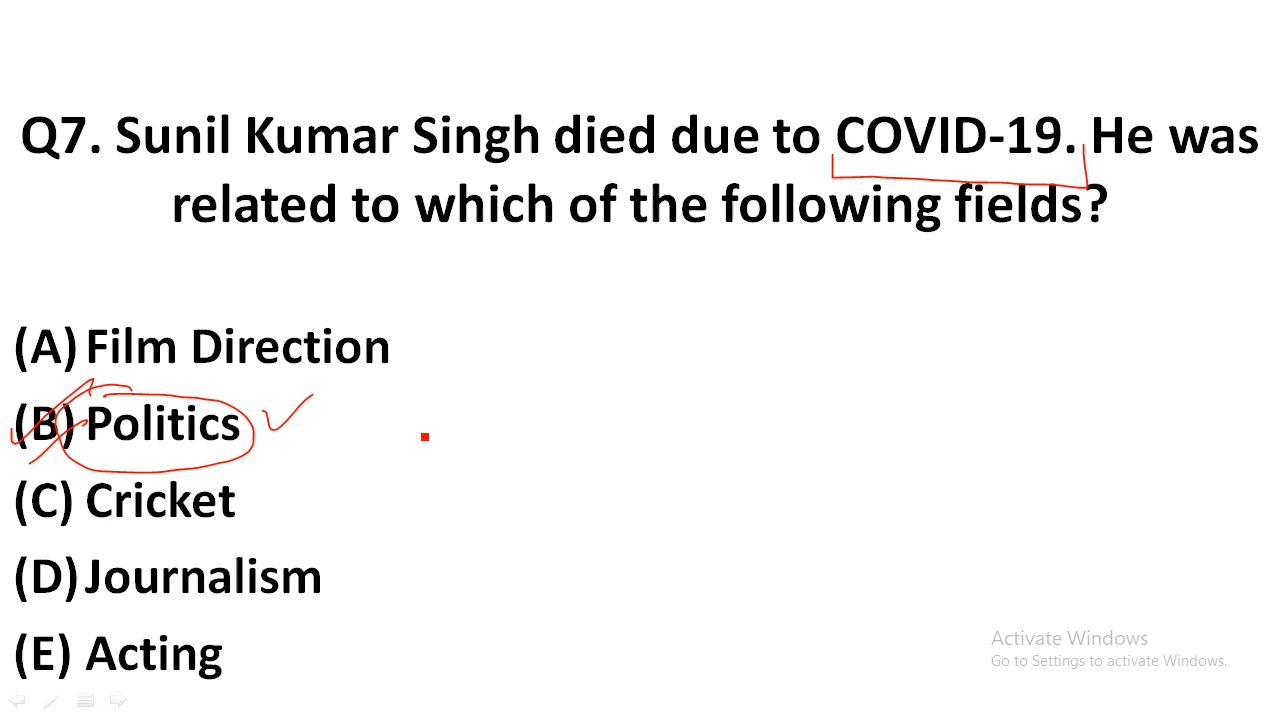 Q7. Sunil Kumar Singh died due to COVID-19. He was
related to which of the following fields?
(A) Film Direction
(B) Politics
(C) Cricket
(D) Journalism
(E) Acting
Activate Windows
Go to Settings to activate Windows.